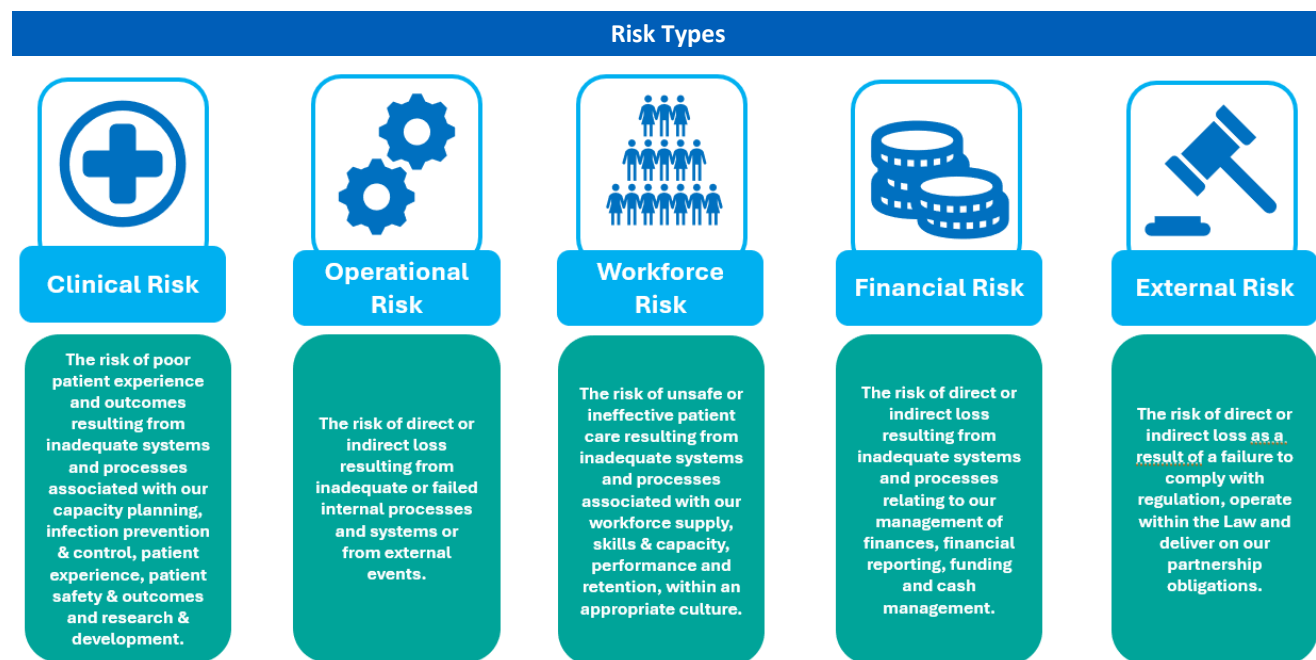 Risk Types
Clinical Risk
The risk of poor
patient experience
and outcomes
resulting from
inadequate systems
and processes
associated with our
capacity planning,
infection prevention
& control, patient
experience, patient
safety & outcomes
and research &
development.
Operational
Risk
The risk of direct or
indirect loss
resulting from
inadequate or failed
internal processes
and systems or
from external
events.
Workforce
Risk
The risk of unsafe or
ineffective patient
care resulting from
inadequate systems
and processes
associated with our
workforce supply,
skills & capacity,
performance and
retention, within an
appropriate culture.
Financial Risk
The risk of direct or
indirect loss
resulting from
inadequate systems
and processes
relating to our
management of
finances, financial
reporting, funding
and cash
management.
External Risk
The risk of direct or
indirect loss as a
result of a failure to
comply with
regulation, operate
within the Law and
deliver on our
partnership
obligations.